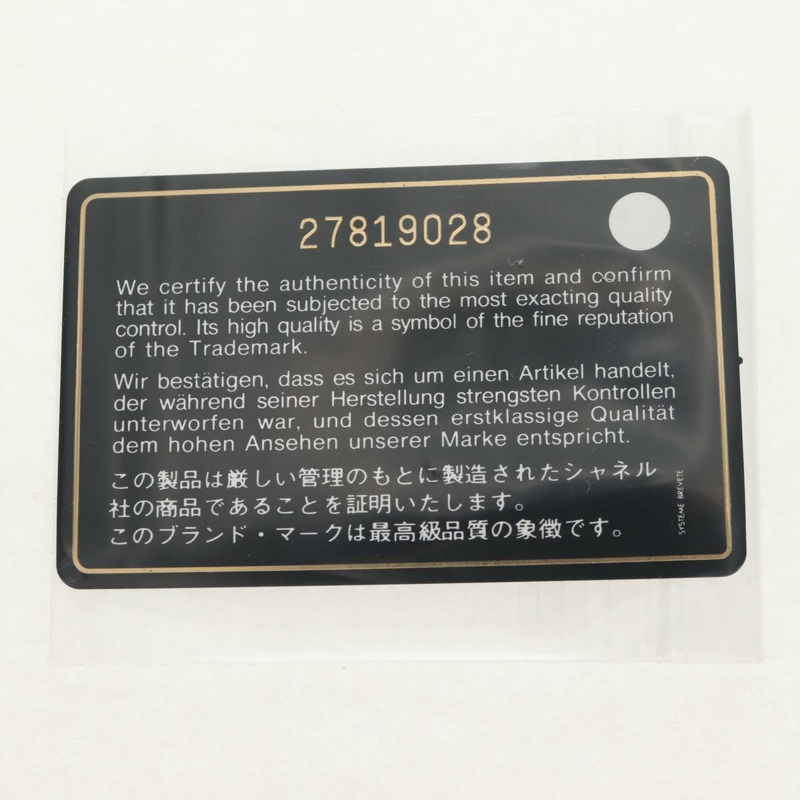 27819028
We certify the authenticity of this item and confirm
that it has been subjected to the most exacting quality
control. Its high quality is a symbol of the fine reputation
of the Trademark.
Wir bestätigen, dass es sich um einen Artikel handelt,
der während seiner Herstellung strengsten Kontrollen
unterworfen war, und dessen erstklassige Qualität
dem hohen Ansehen unserer Marke entspricht.
この製品は厳しい管理のもとに製造されたシャネル
社の商品であることを証明いたします。
このブランド・マークは最高級品質の象徴です。
SYSTEME BREVETE